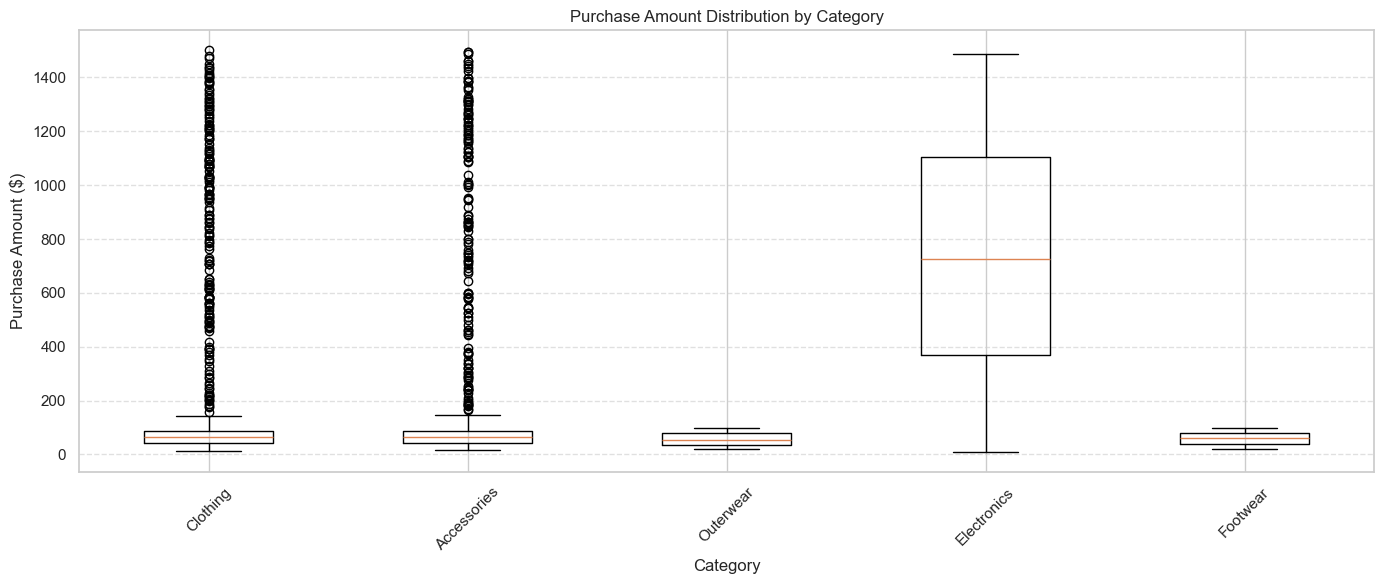 Purchase Amount Distribution by Category
Purchase Amount ($)
1400
1200
1000
800
600
400
200
0
Clothing
Accessories
Outerwear
Electronics
Footwear
Category